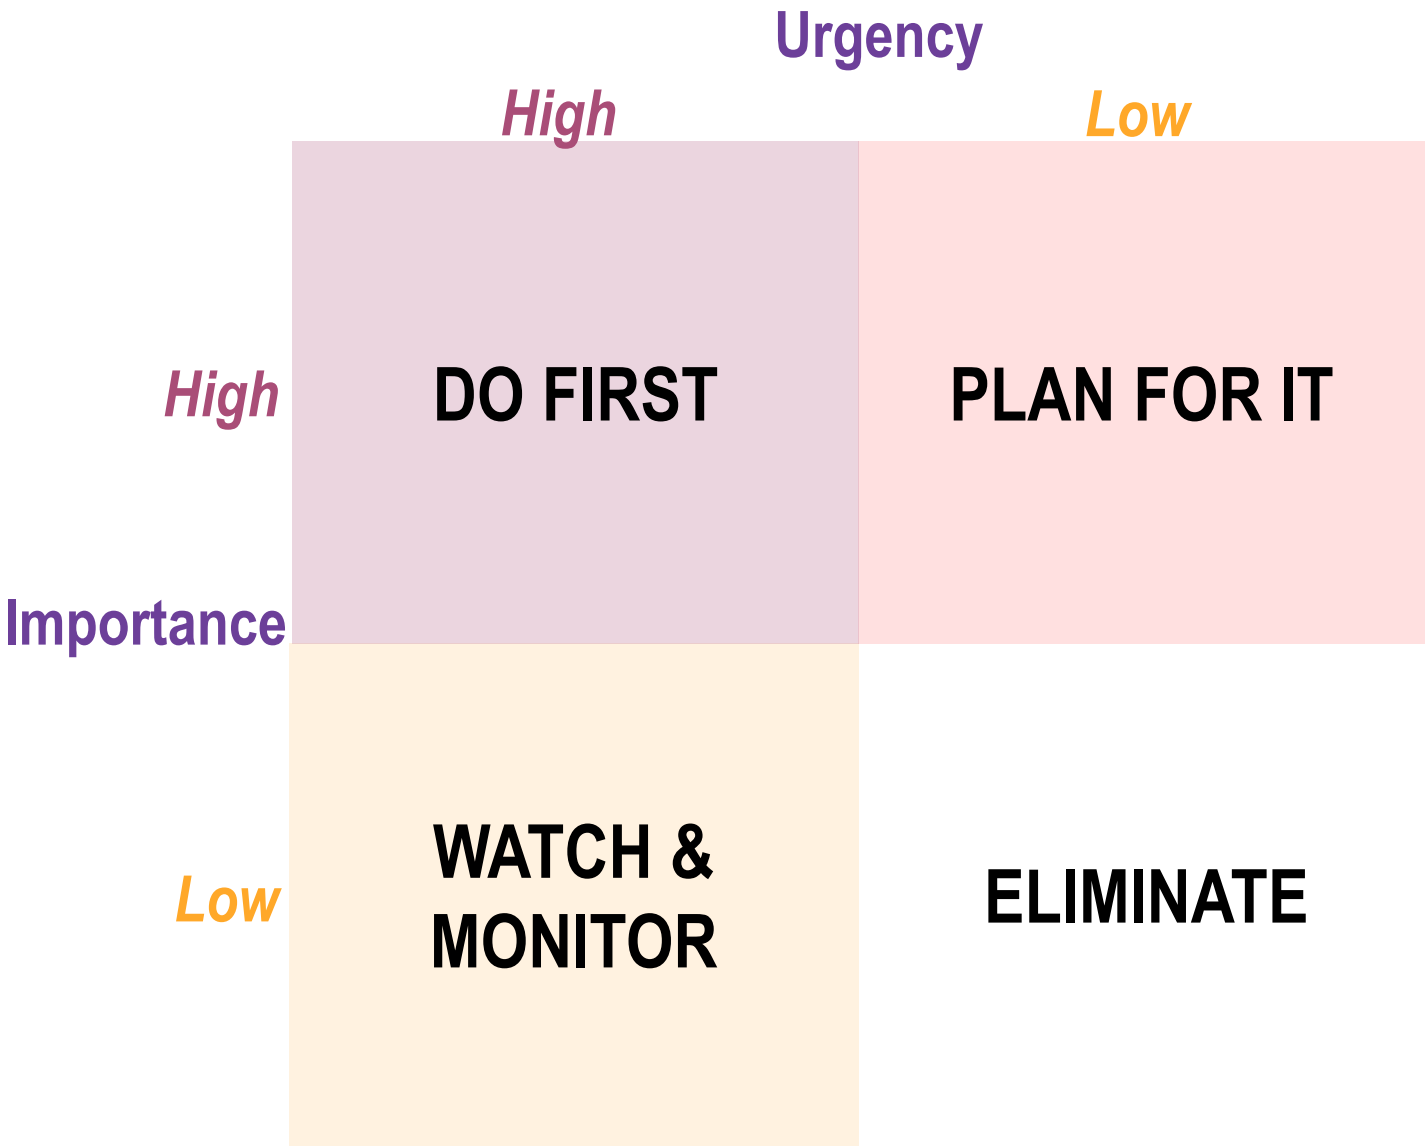 Urgency
High
Low
High
DO FIRST
PLAN FOR IT
Importance
Low
WATCH &
MONITOR
ELIMINATE